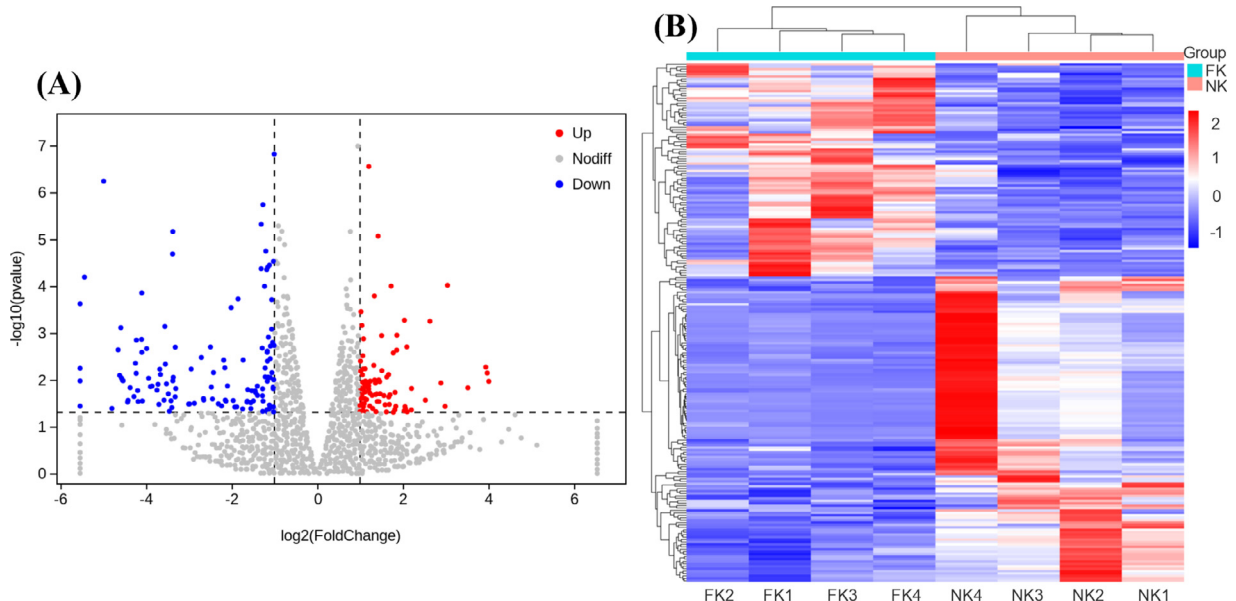 (A)
Up
Nodiff
Down
7
6
5
4
3
2
1
0
-log10(pvalue)
-6
-4
-2
0
2
4
6
log2(FoldChange)
(B)
Group
FK
NK
2
1
0
-1
FK2 FK1 FK3 FK4 NK4 NK3 NK2 NK1